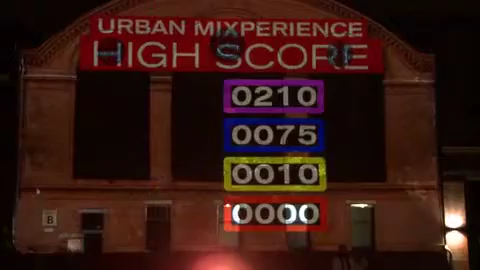 URBAN MIXPERIENCE
HIGH SCORE
0210
0075
0010
0000
B